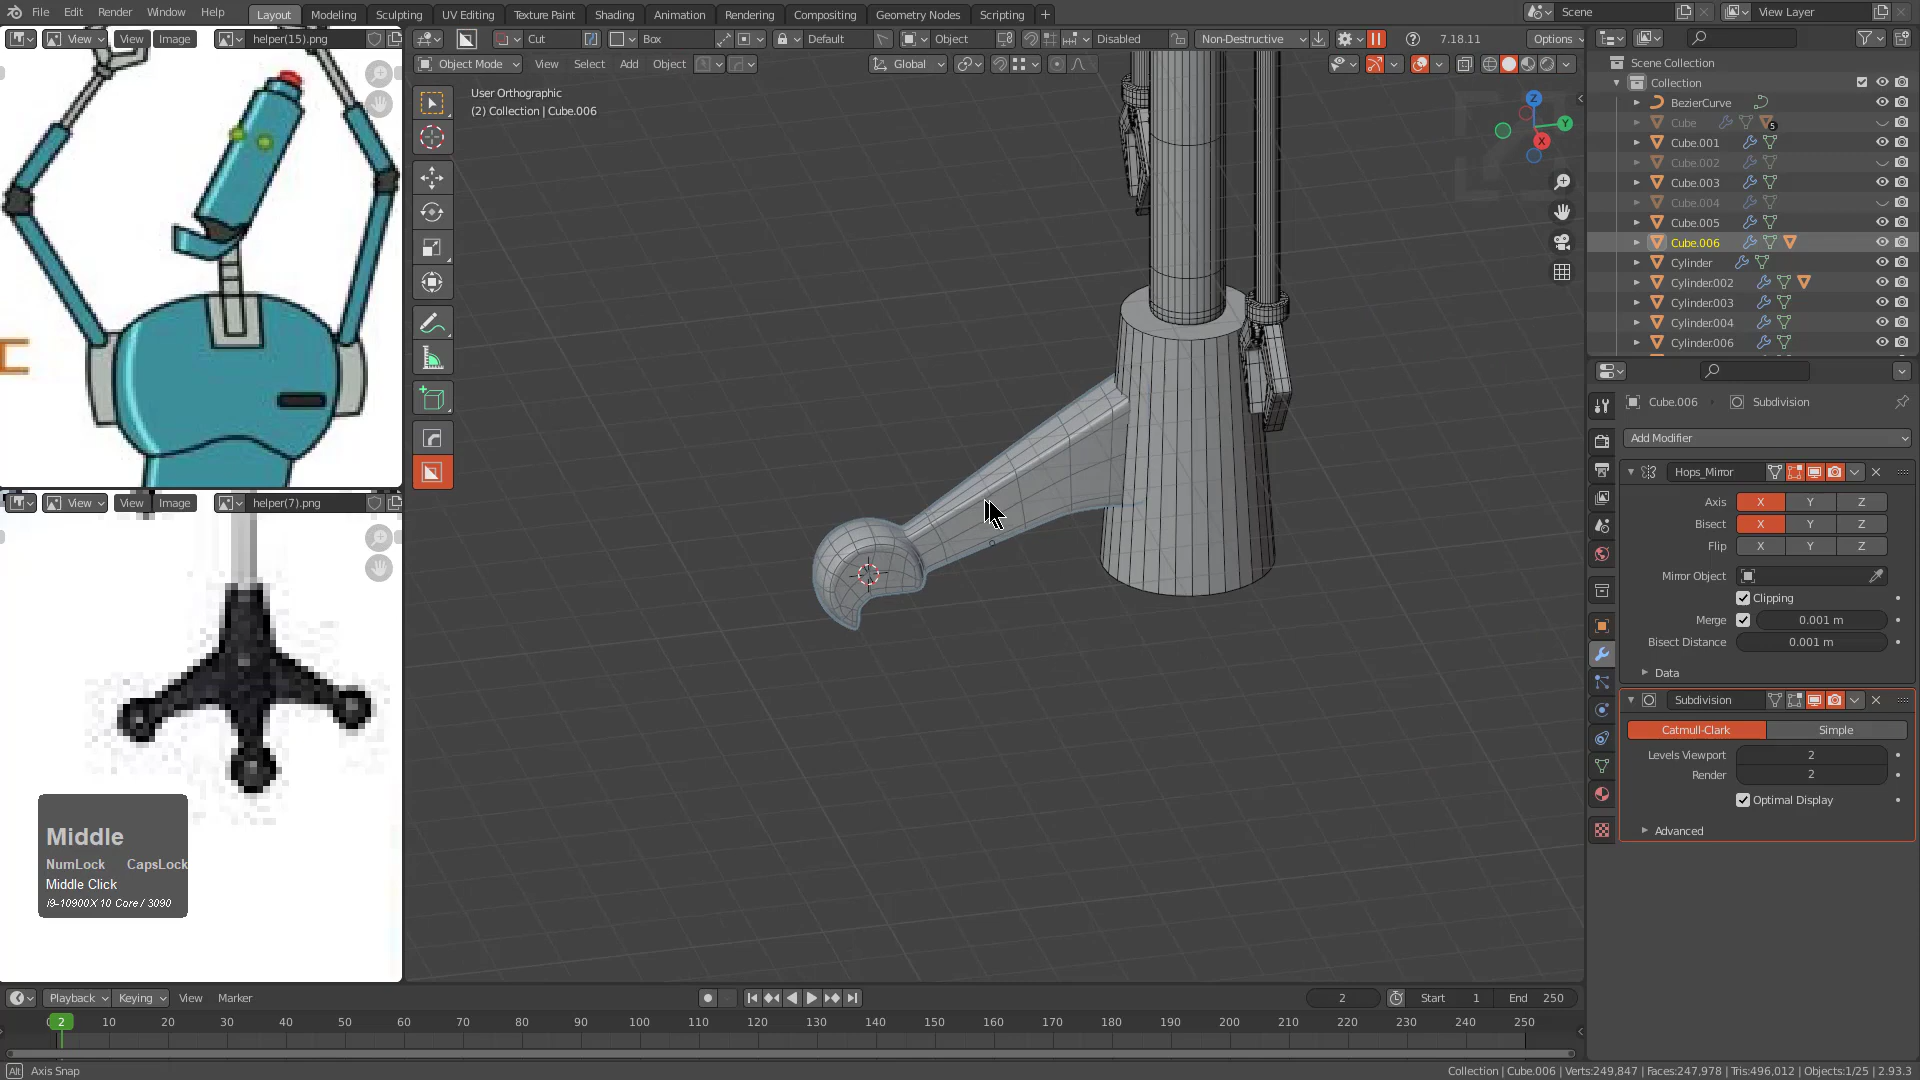 File Edit Render Window Help Layout Modeling Sculpting UV Editing Texture Paint Shading Animation Rendering Compositing Geometry Nodes Scripting + Scene View Layer
View View Image helper(15).png
Cut Box Default Object Disabled Non-Destructive 7.18.11 Options
Object Mode View Select Add Object Global
User Orthographic
(2) Collection | Cube.006
Z
Y
X
Scene Collection
Collection
BezierCurve
Cube 5
Cube.001
Cube.002
Cube.003
Cube.004
Cube.005
Cube.006
Cylinder
Cylinder.002
Cylinder.003
Cylinder.004
Cylinder.006
Cube.006 Subdivision
Add Modifier
Hops_Mirror
Axis X Y Z
Bisect X Y Z
Flip X Y Z
Mirror Object
Clipping
Merge 0.001 m
Bisect Distance 0.001 m
Data
Subdivision
Catmull-Clark Simple
Levels Viewport 2
Render 2
Optimal Display
Advanced
View View Image helper(7).png
Middle
NumLock CapsLock
Middle Click
i9-10900X 10 Core / 3090
Playback Keying View Marker 2 Start 1 End 250
2 10 20 30 40 50 60 70 80 90 100 110 120 130 140 150 160 170 180 190 200 210 220 230 240 250
Alt Axis Snap
Collection | Cube.006 | Verts:249,847 | Faces:247,978 | Tris:496,012 | Objects:1/25 | 2.93.3